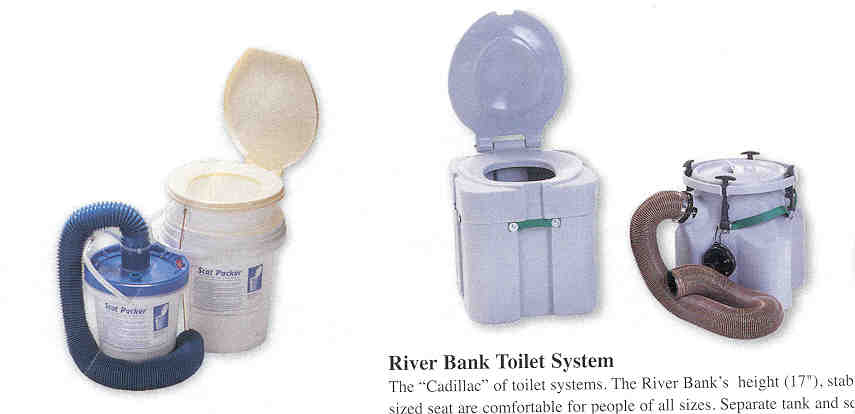 Scat Packer
Scat Packer
River Bank Toilet System
The “Cadillac” of toilet systems. The River Bank’s height (17"), stab
sized seat are comfortable for people of all sizes. Separate tank and sc